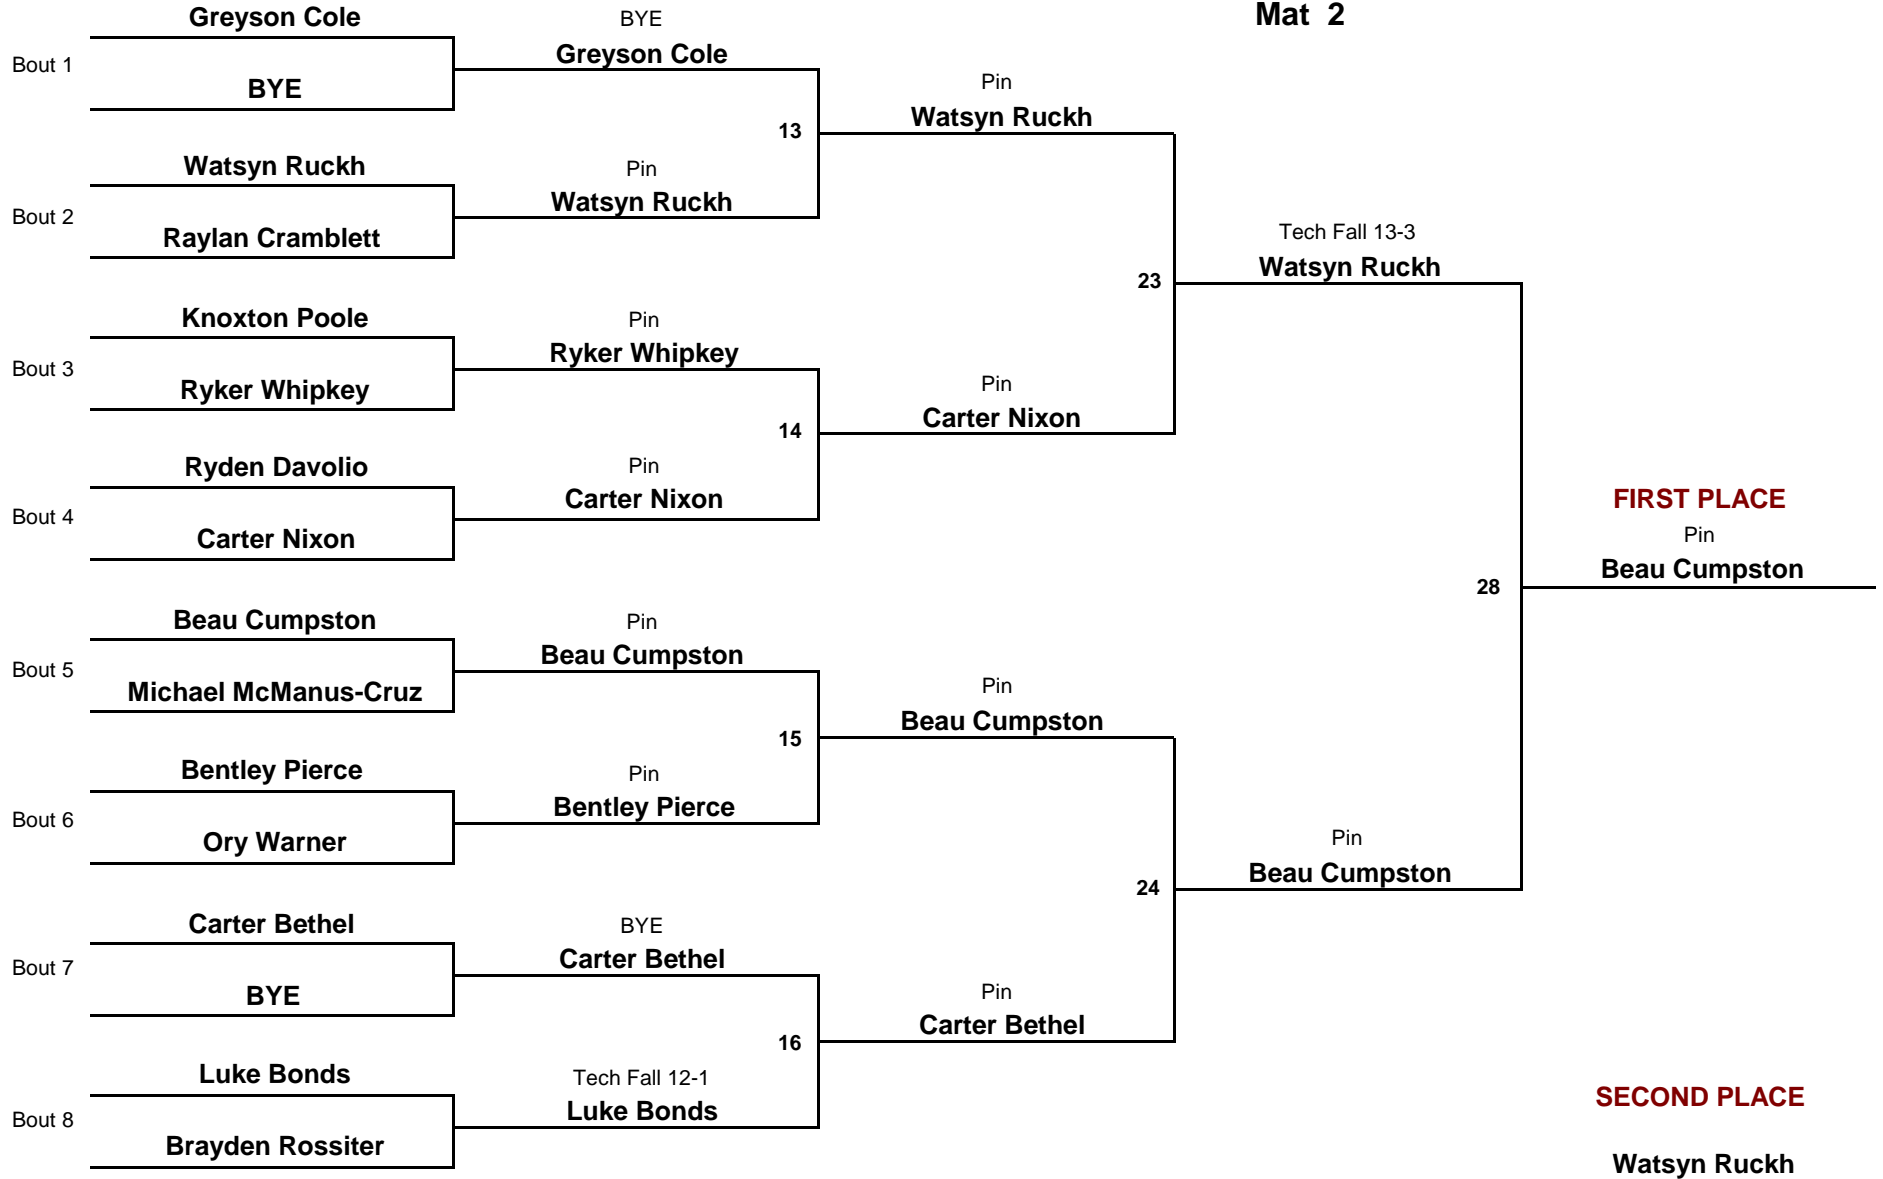 Mat 2
Greyson Cole
Bout 1
BYE
Watsyn Ruckh
Bout 2
Raylan Cramblett
Knoxton Poole
Bout 3
Ryker Whipkey
Ryden Davolio
Bout 4
Carter Nixon
Beau Cumpston
Bout 5
Michael McManus-Cruz
Bentley Pierce
Bout 6
Ory Warner
Carter Bethel
Bout 7
BYE
Luke Bonds
Bout 8
Brayden Rossiter
BYE
Greyson Cole
13
Pin
Watsyn Ruckh
Pin
Ryker Whipkey
14
Pin
Carter Nixon
Pin
Beau Cumpston
15
Pin
Bentley Pierce
BYE
Carter Bethel
16
Tech Fall 12-1
Luke Bonds
Pin
Watsyn Ruckh
23
Pin
Carter Nixon
Pin
Beau Cumpston
24
Pin
Carter Bethel
Tech Fall 13-3
Watsyn Ruckh
28
Pin
Beau Cumpston
FIRST PLACE
Pin
Beau Cumpston
SECOND PLACE
Watsyn Ruckh